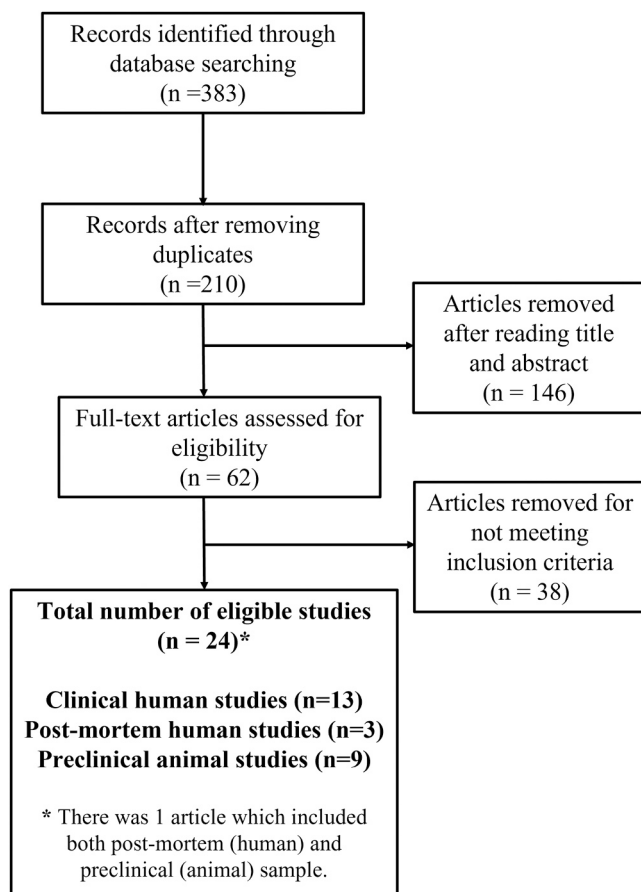 Records identified through
database searching
(n =383)
Records after removing
duplicates
(n =210)
Articles removed
after reading title
and abstract
(n = 146)
Full-text articles assessed for
eligibility
(n = 62)
Articles removed for
not meeting
inclusion criteria
(n = 38)
Total number of eligible studies
(n = 24)*
Clinical human studies (n=13)
Post-mortem human studies (n=3)
Preclinical animal studies (n=9)
* There was 1 article which included
both post-mortem (human) and
preclinical (animal) sample.